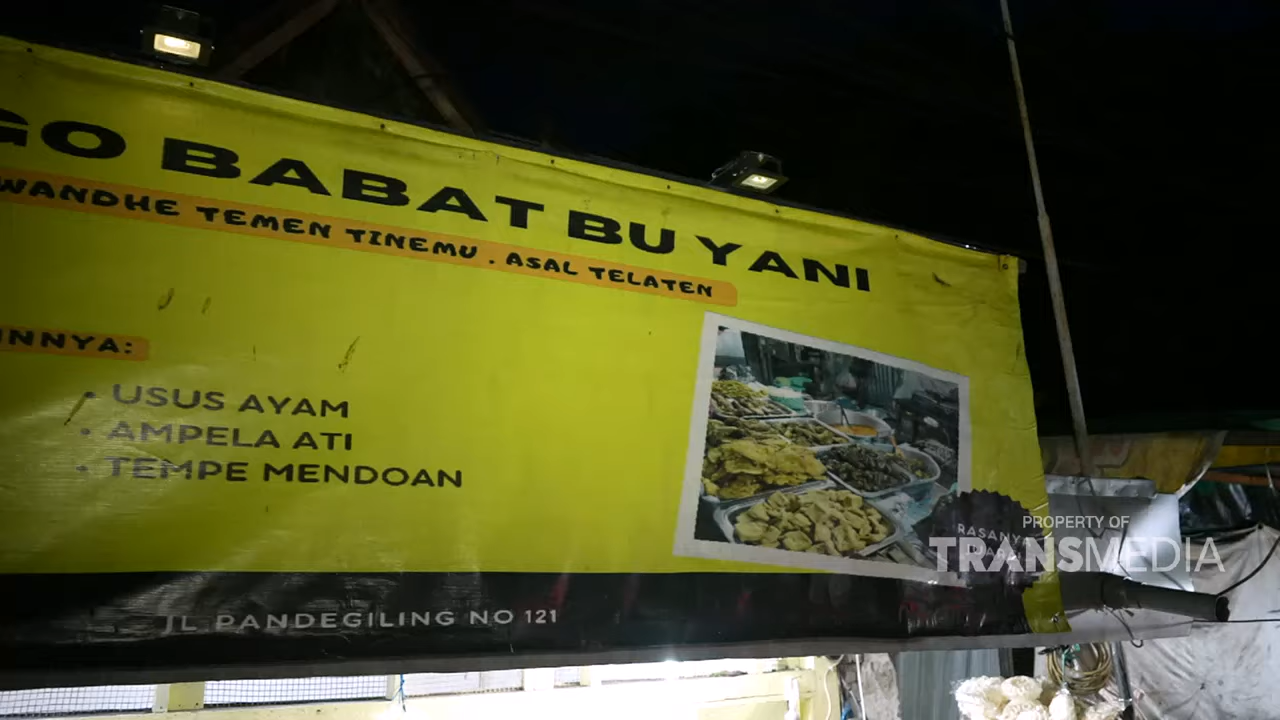 GO BABAT BU YANI
WANDHE TEMEN TINEMU . ASAL TELATEN
NNYA:
• USUS AYAM
• AMPELA ATI
• TEMPE MENDOAN
RASANYA
JL PANDEGILING NO 121
PROPERTY OF
TRANSMEDIA